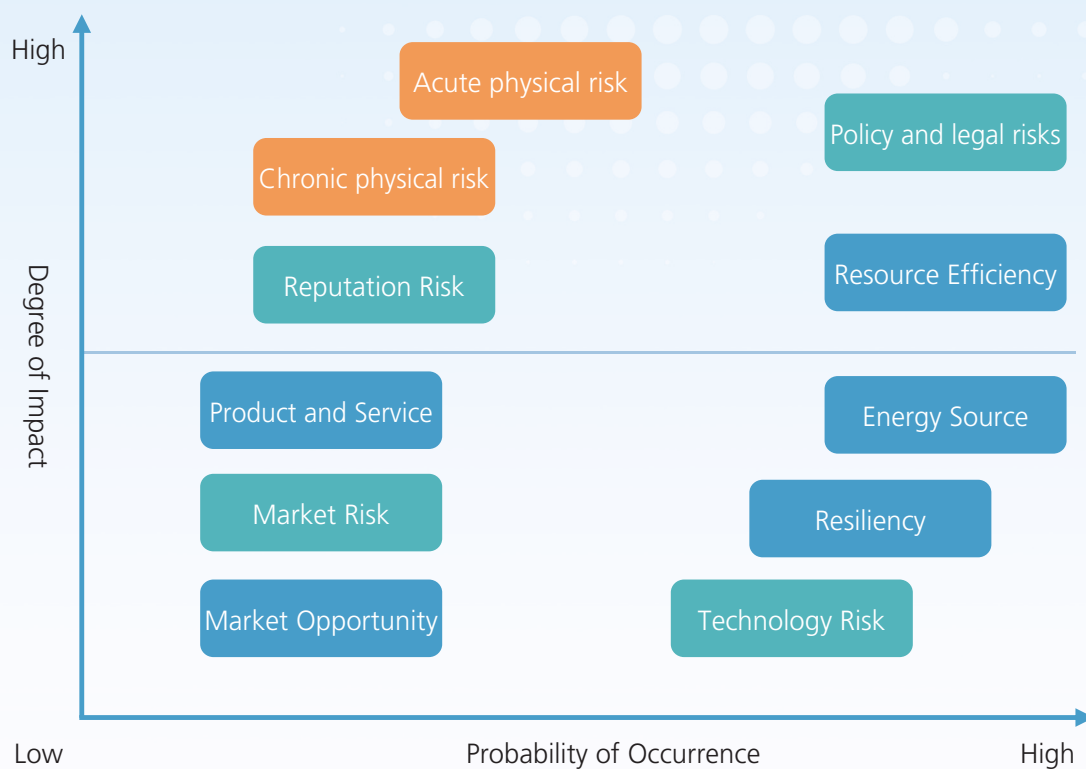 High
Acute physical risk
Policy and legal risks
Chronic physical risk
Reputation Risk
Resource Efficiency
Degree of Impact
Product and Service
Energy Source
Market Risk
Resiliency
Market Opportunity
Technology Risk
Low
Probability of Occurrence
High